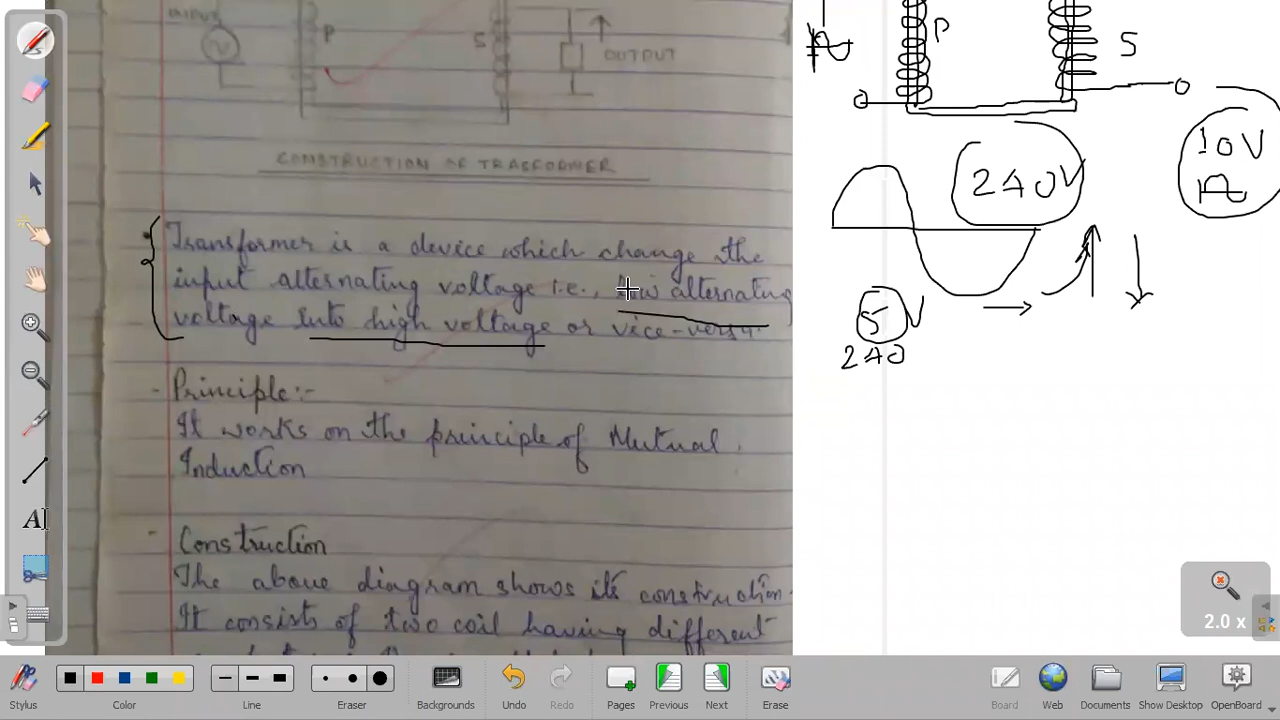 INPUT
P
S
OUTPUT
CONSTRUCTION OF TRASFORMER
Transformer is a device which change the
input alternating voltage i.e., low alternating
voltage into high voltage or vice-versa.
- Principle:-
It works on the principle of Mutual
Induction
- Construction
The above diagram shows its construction.
It consists of two coil having different
P
S
240V
10V
5V
240
2.0 x
Stylus
Color
Line
Eraser
Backgrounds
Undo
Redo
Pages
Previous
Next
Erase
Board
Web
Documents
Show Desktop
OpenBoard